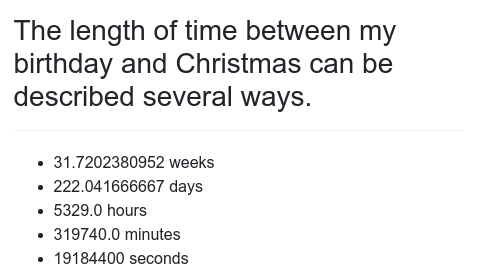 The length of time between my
birthday and Christmas can be
described several ways.
31.7202380952 weeks
222.041666667 days
5329.0 hours
319740.0 minutes
19184400 seconds